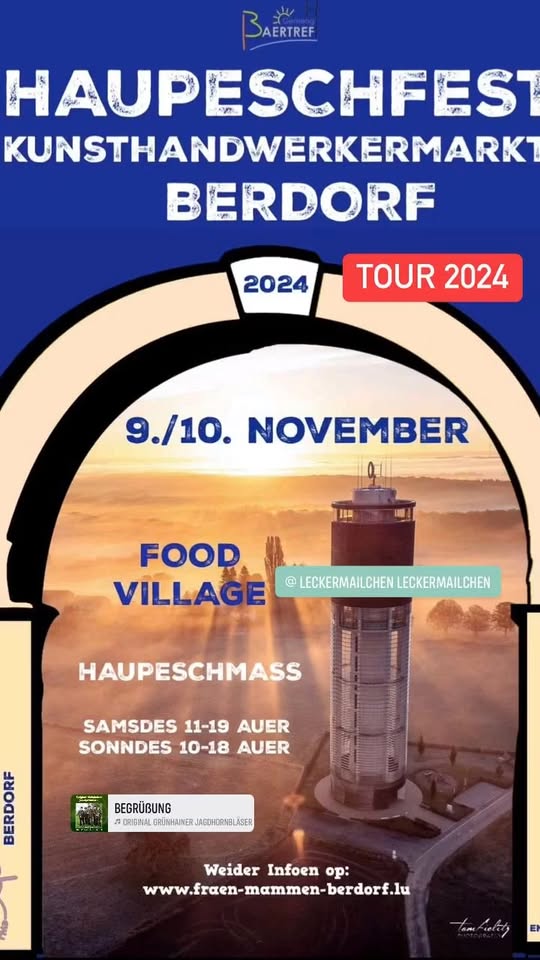 Gemeng
BAERTREF
HAUPESCHFEST
KUNSTHANDWERKERMARKT
BERDORF
2024
TOUR 2024
9./10. NOVEMBER
FOOD
VILLAGE
@ LECKERMAILCHEN LECKERMAILCHEN
HAUPESCHMASS
SAMSDES 11-19 AUER
SONNDES 10-18 AUER
BEGRÜßUNG
ORIGINAL GRÜNHAINER JAGDHORNBLÄSER
BERDORF
Weider Infoen op:
www.fraen-mammen-berdorf.lu